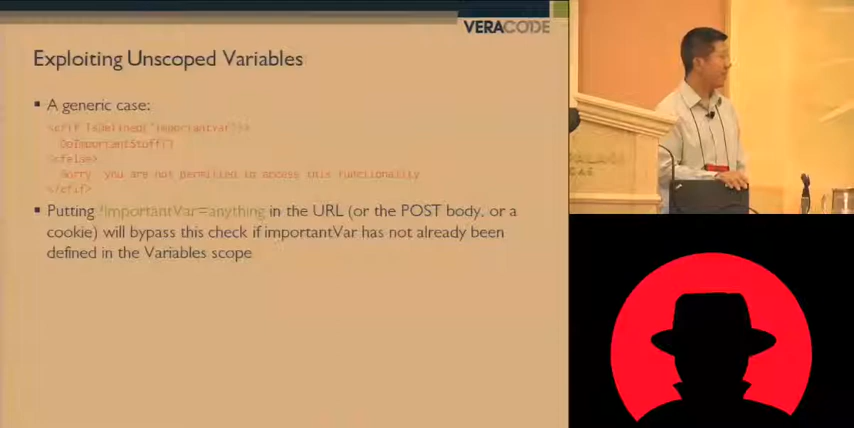 VERACODE
Exploiting Unscoped Variables
▪ A generic case:
<cfif IsDefined("importantVar")>
DoImportantStuff()
<cfelse>
Sorry, you are not permitted to access this functionality
</cfif>
▪ Putting ?importantVar=anything in the URL (or the POST body, or a
cookie) will bypass this check if importantVar has not already been
defined in the Variables scope